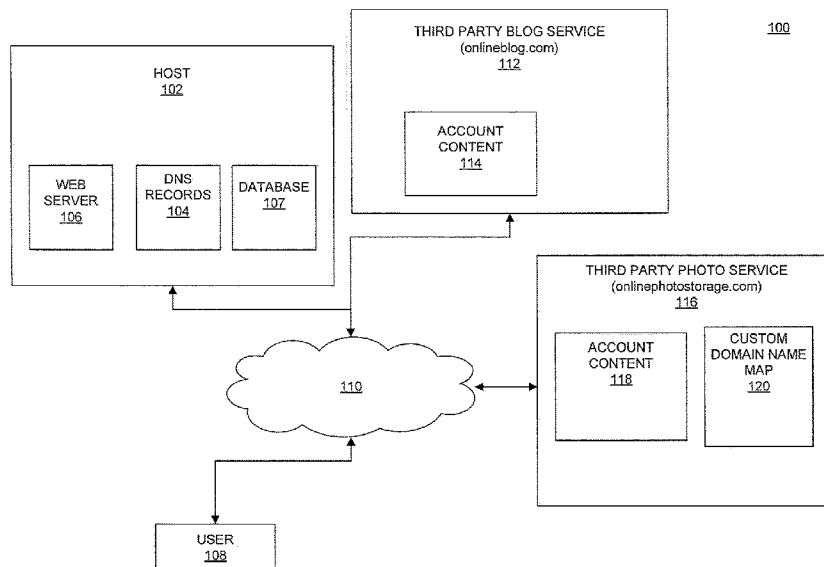 100
HOST
102
WEB
SERVER
106
DNS
RECORDS
104
DATABASE
107
THIRD PARTY BLOG SERVICE
(onlineblog.com)
112
ACCOUNT
CONTENT
114
THIRD PARTY PHOTO SERVICE
(onlinephotostorage.com)
116
ACCOUNT
CONTENT
118
CUSTOM
DOMAIN NAME
MAP
120
110
USER
108